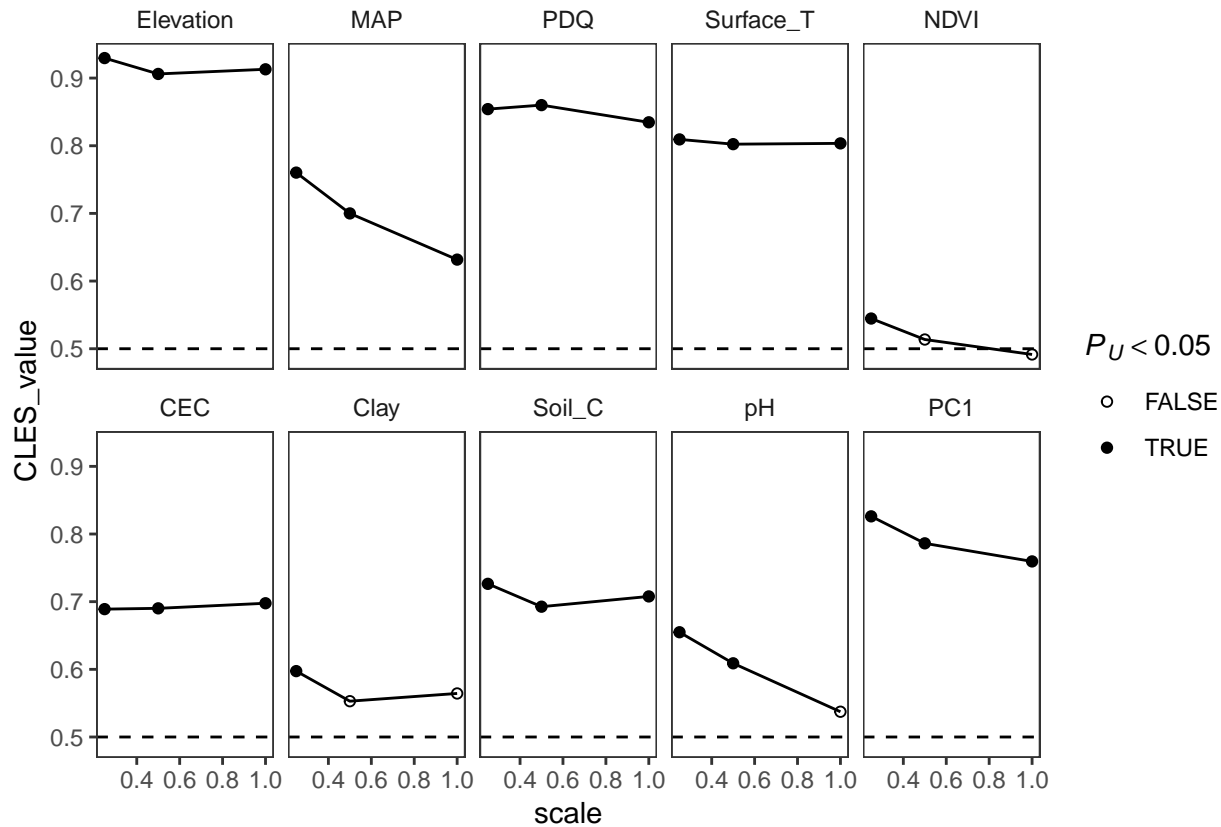 Elevation MAP PDQ Surface_T NDVI
0.9
0.8
0.7
0.6
0.5
CEC Clay Soil_C pH PC1
0.9
0.8
0.7
0.6
0.5
0.4 0.6 0.8 1.0 0.4 0.6 0.8 1.0 0.4 0.6 0.8 1.0 0.4 0.6 0.8 1.0 0.4 0.6 0.8 1.0
scale
CLES_value
P_U < 0.05
FALSE
TRUE